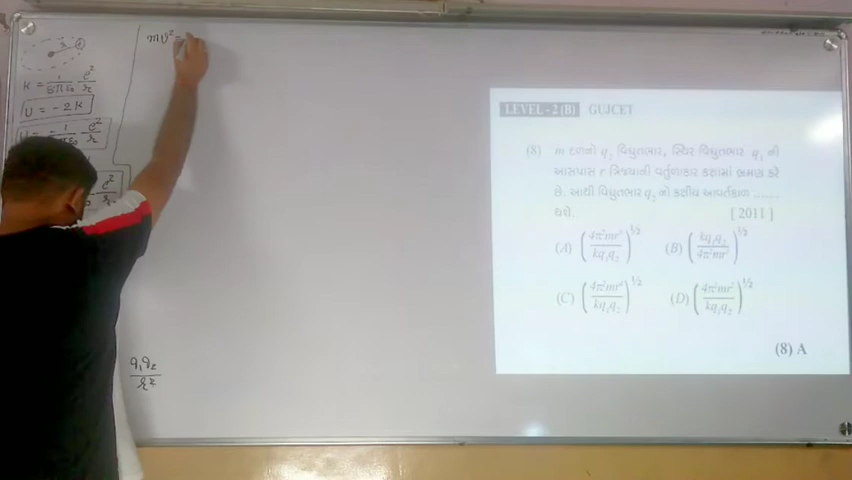 mv² =
K = 1/8πε₀ e²/r
U = -2K
e²/r
q₁q₂/r²
LEVEL - 2 (B) GUJCET
(8) m દળનો q₂ વિદ્યુતભાર, સ્થિર વિદ્યુતભાર q₁ ની
આસપાસ r ત્રિજ્યાની વર્તુળાકાર કક્ષામાં ભ્રમણ કરે
છે. આથી વિદ્યુતભાર q₂ નો કક્ષીય આવર્તકાળ ......
થશે. [ 2011 ]
(A) (4π²mr³/kq₁q₂)^1/2 (B) (kq₁q₂/4π²mr³)^1/2
(C) (4π²mr⁴/kq₁q₂)^1/2 (D) (4π²mr²/kq₁q₂)^1/2
(8) A